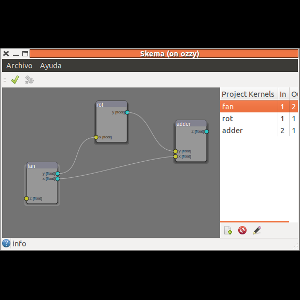 Skema (on ozzy)
Archivo Ayuda
Project Kernels In
fan 1 2
rot 1 1
adder 2 1
rot
adder
fan
Info